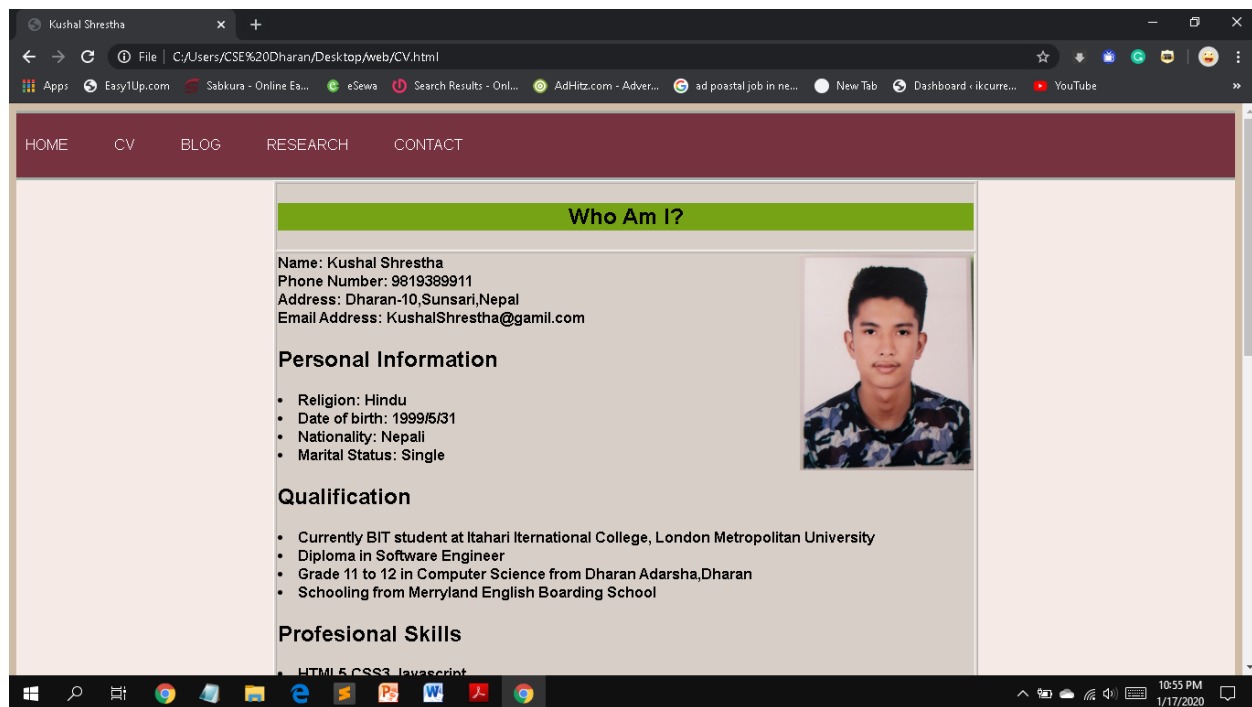 Kushal Shrestha
File | C:/Users/CSE%20Dharan/Desktop/web/CV.html
Apps Easy1Up.com Sabkura - Online Ea... eSewa Search Results - Onl... AdHitz.com - Adver... ad poastal job in ne... New Tab Dashboard ‹ ikcurre... YouTube »
HOME CV BLOG RESEARCH CONTACT
Who Am I?
Name: Kushal Shrestha
Phone Number: 9819389911
Address: Dharan-10,Sunsari,Nepal
Email Address: KushalShrestha@gamil.com
Personal Information
• Religion: Hindu
• Date of birth: 1999/5/31
• Nationality: Nepali
• Marital Status: Single
Qualification
• Currently BIT student at Itahari Iternational College, London Metropolitan University
• Diploma in Software Engineer
• Grade 11 to 12 in Computer Science from Dharan Adarsha,Dharan
• Schooling from Merryland English Boarding School
Profesional Skills
• HTML5,CSS3,Javascript
10:55 PM
1/17/2020